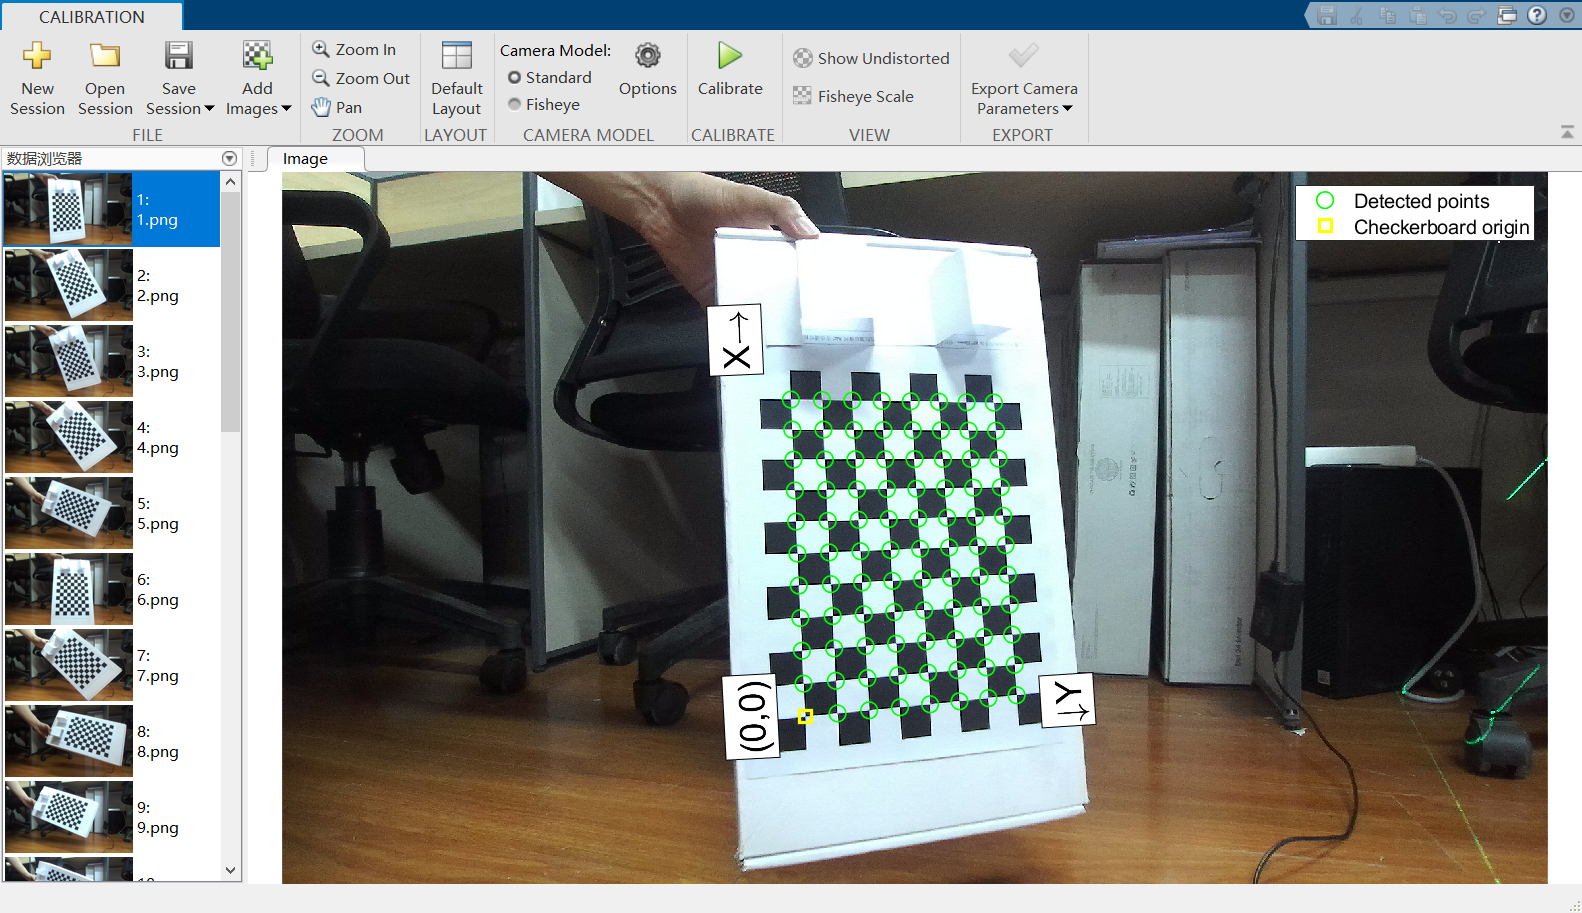 CALIBRATION
New
Session
Open
Session
Save
Session
Add
Images
FILE
Zoom In
Zoom Out
Pan
ZOOM
Default
Layout
LAYOUT
Camera Model:
Standard
Fisheye
Options
CAMERA MODEL
Calibrate
CALIBRATE
Show Undistorted
Fisheye Scale
VIEW
Export Camera
Parameters
EXPORT
数据浏览器
Image
1:
1.png
2:
2.png
3:
3.png
4:
4.png
5:
5.png
6:
6.png
7:
7.png
8:
8.png
9:
9.png
Detected points
Checkerboard origin
X→
(0,0)
Y